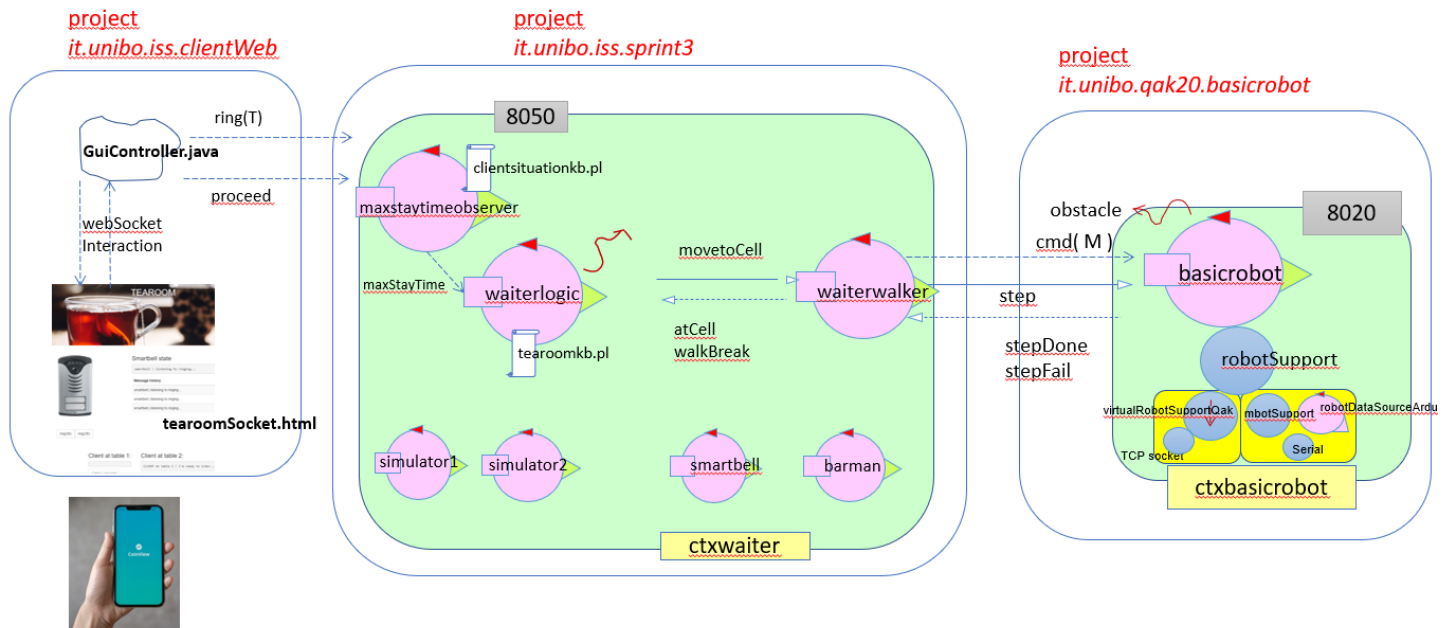 project
it.unibo.iss.clientWeb
project
it.unibo.iss.sprint3
project
it.unibo.qak20.basicrobot
GuiController.java
webSocket
Interaction
TEAROOM
Smartbell state
Message history
tearoomSocket.html
Client at table 1:
Client at table 2:
ring(T)
proceed
8050
clientsituationkb.pl
maxstaytimeobserver
maxStayTime
waiterlogic
tearoomkb.pl
movetoCell
atCell
walkBreak
waiterwalker
simulator1
simulator2
smartbell
barman
ctxwaiter
obstacle
cmd( M )
step
stepDone
stepFail
8020
basicrobot
robotSupport
virtualRobotSupportQak
mbotSupport
robotDataSourceArdu
TCP socket
Serial
ctxbasicrobot